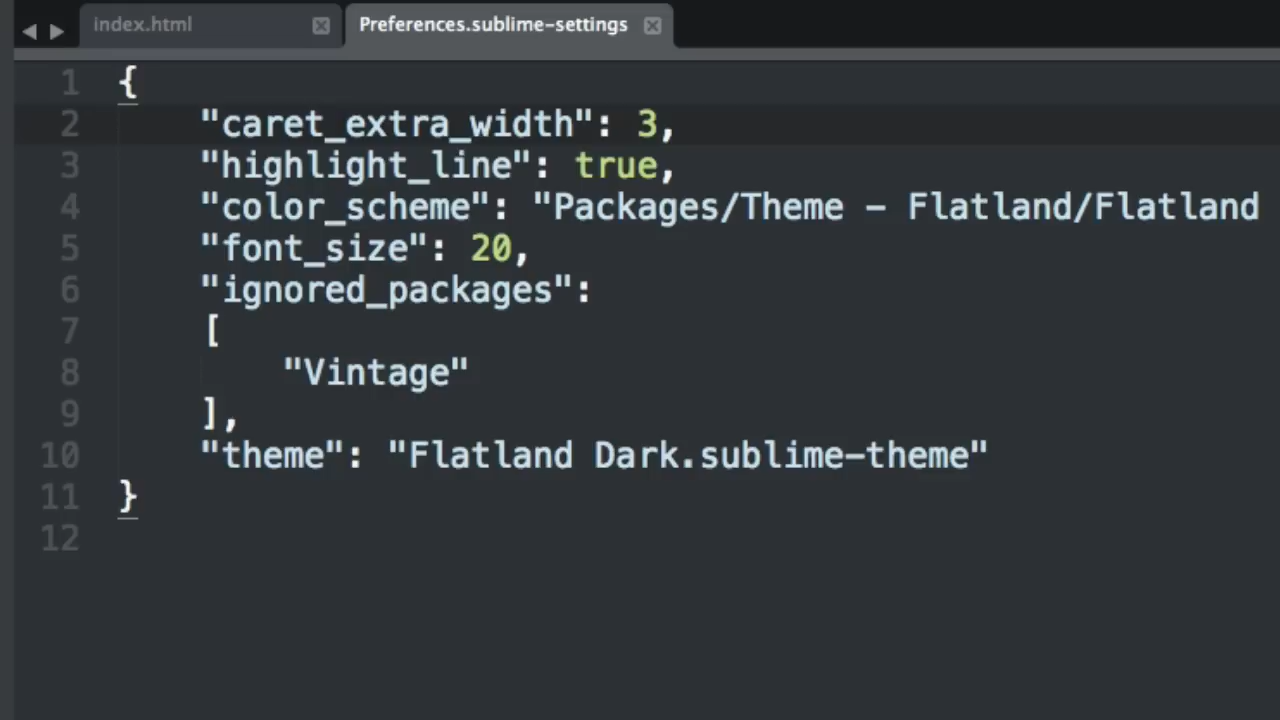 index.html
Preferences.sublime-settings
1 {
2 "caret_extra_width": 3,
3 "highlight_line": true,
4 "color_scheme": "Packages/Theme - Flatland/Flatland
5 "font_size": 20,
6 "ignored_packages":
7 [
8 "Vintage"
9 ],
10 "theme": "Flatland Dark.sublime-theme"
11 }
12